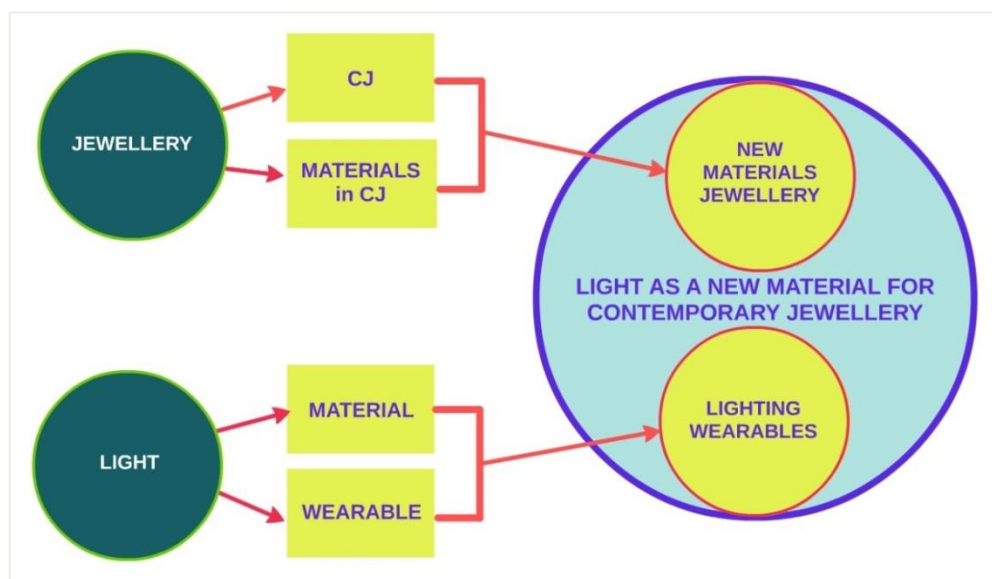 JEWELLERY
CJ
MATERIALS
in CJ
NEW
MATERIALS
JEWELLERY
LIGHT AS A NEW MATERIAL FOR
CONTEMPORARY JEWELLERY
LIGHT
MATERIAL
WEARABLE
LIGHTING
WEARABLES